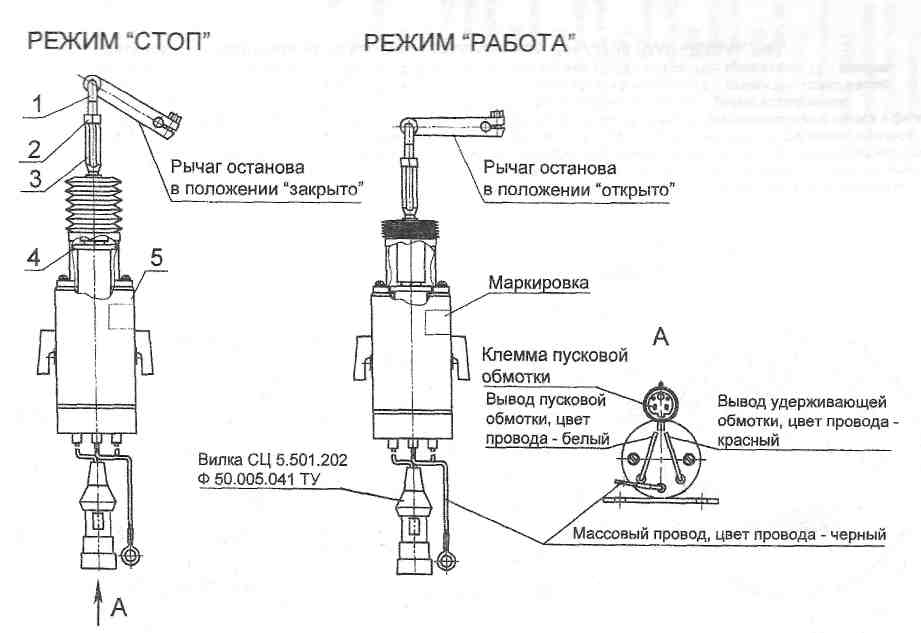 РЕЖИМ “СТОП”
РЕЖИМ “РАБОТА”
1
2
3
Рычаг останова
в положении “закрыто”
Рычаг останова
в положении “открыто”
4
5
Маркировка
А
Клемма пусковой
обмотки
Вывод пусковой
обмотки, цвет
провода - белый
Вывод удерживающей
обмотки, цвет провода -
красный
Вилка СЦ 5.501.202
Ф 50.005.041 ТУ
Массовый провод, цвет провода - черный
А